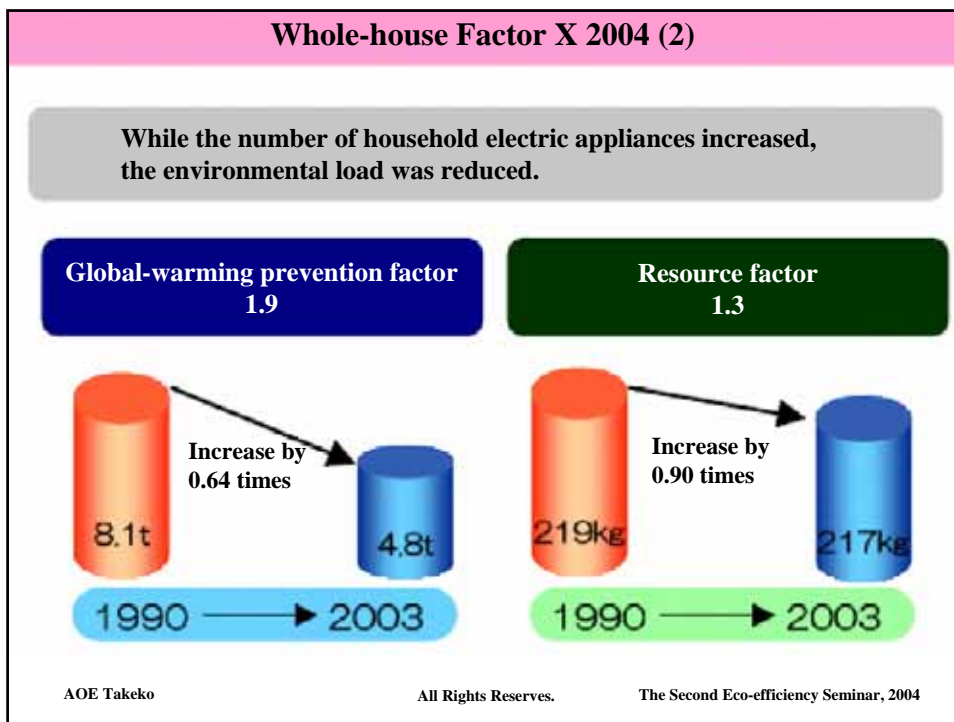 Whole-house Factor X 2004 (2)
While the number of household electric appliances increased,
the environmental load was reduced.
Global-warming prevention factor
1.9
Resource factor
1.3
Increase by
0.64 times
8.1t
4.8t
1990
2003
Increase by
0.90 times
219kg
217kg
1990
2003
AOE Takeko
All Rights Reserves.
The Second Eco-efficiency Seminar, 2004